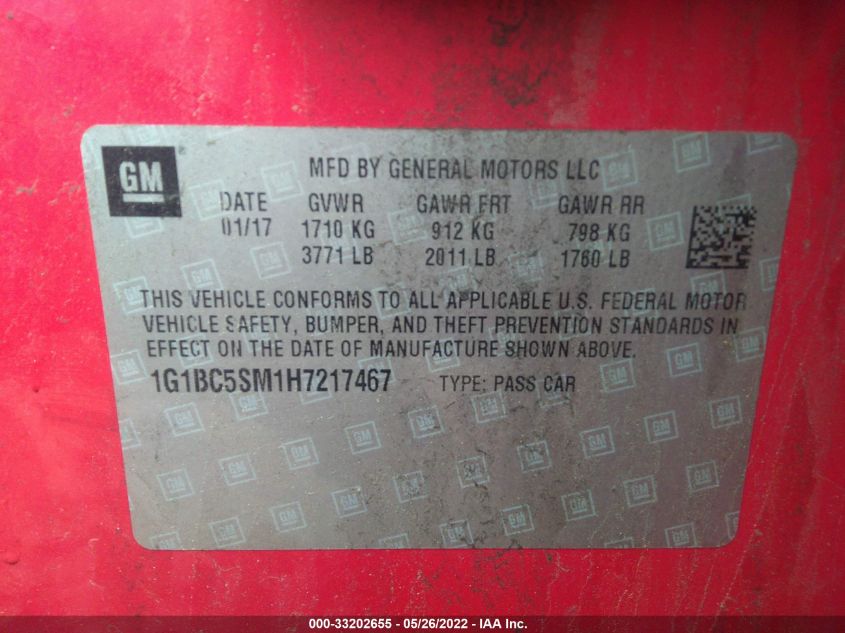 GM
MFD BY GENERAL MOTORS LLC
DATE GVWR GAWR FRT GAWR RR
01/17 1710 KG 912 KG 798 KG
3771 LB 2011 LB 1760 LB
THIS VEHICLE CONFORMS TO ALL APPLICABLE U.S. FEDERAL MOTOR
VEHICLE SAFETY, BUMPER, AND THEFT PREVENTION STANDARDS IN
EFFECT ON THE DATE OF MANUFACTURE SHOWN ABOVE.
1G1BC5SM1H7217467 TYPE: PASS CAR
000-33202655 - 05/26/2022 - IAA Inc.